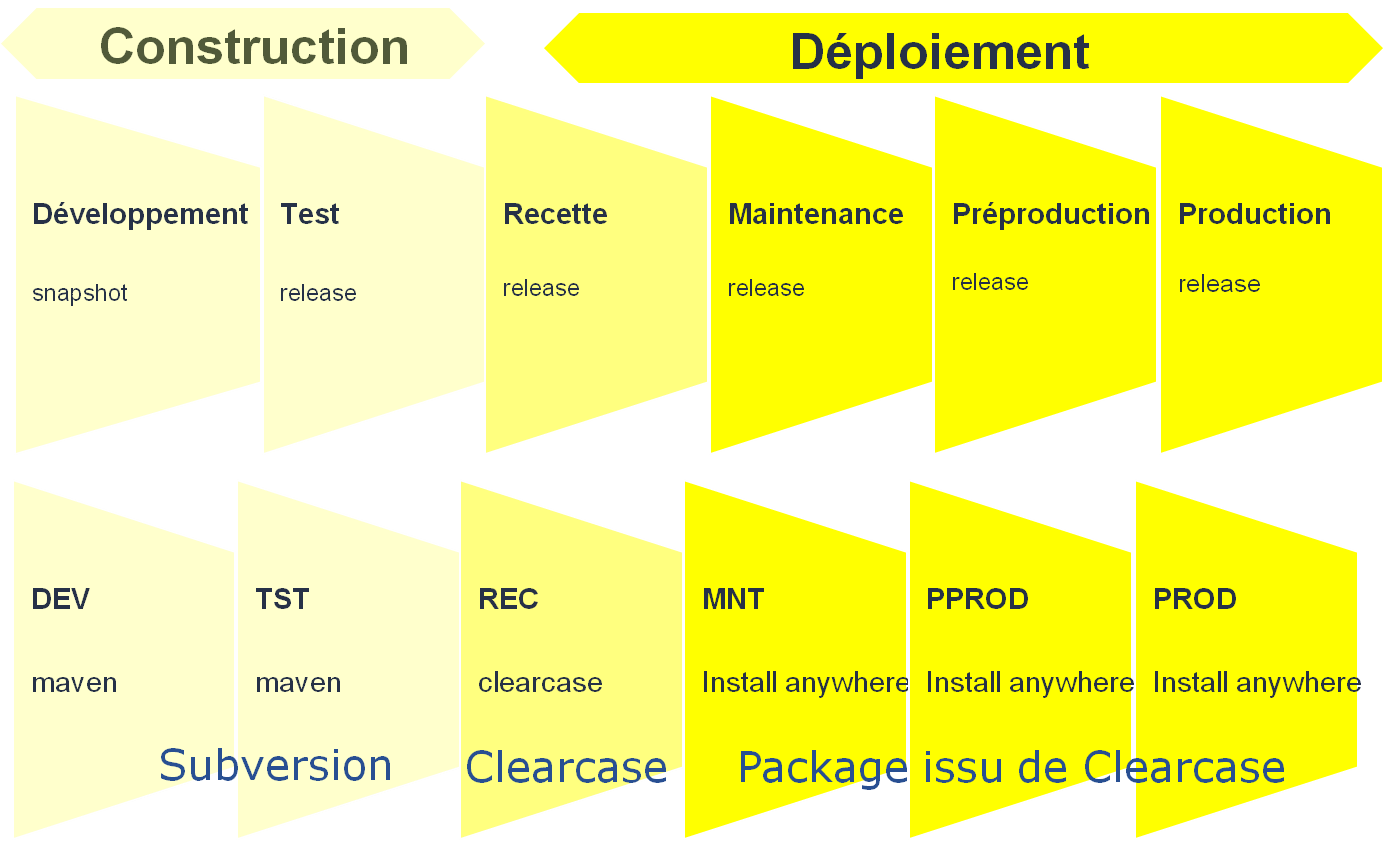 Construction
Déploiement
Développement
Test
Recette
Maintenance
Préproduction
Production
snapshot
release
release
release
release
release
DEV
TST
REC
MNT
PPROD
PROD
maven
maven
clearcase
Install anywhere
Install anywhere
Install anywhere
Subversion
Clearcase
Package issu de Clearcase